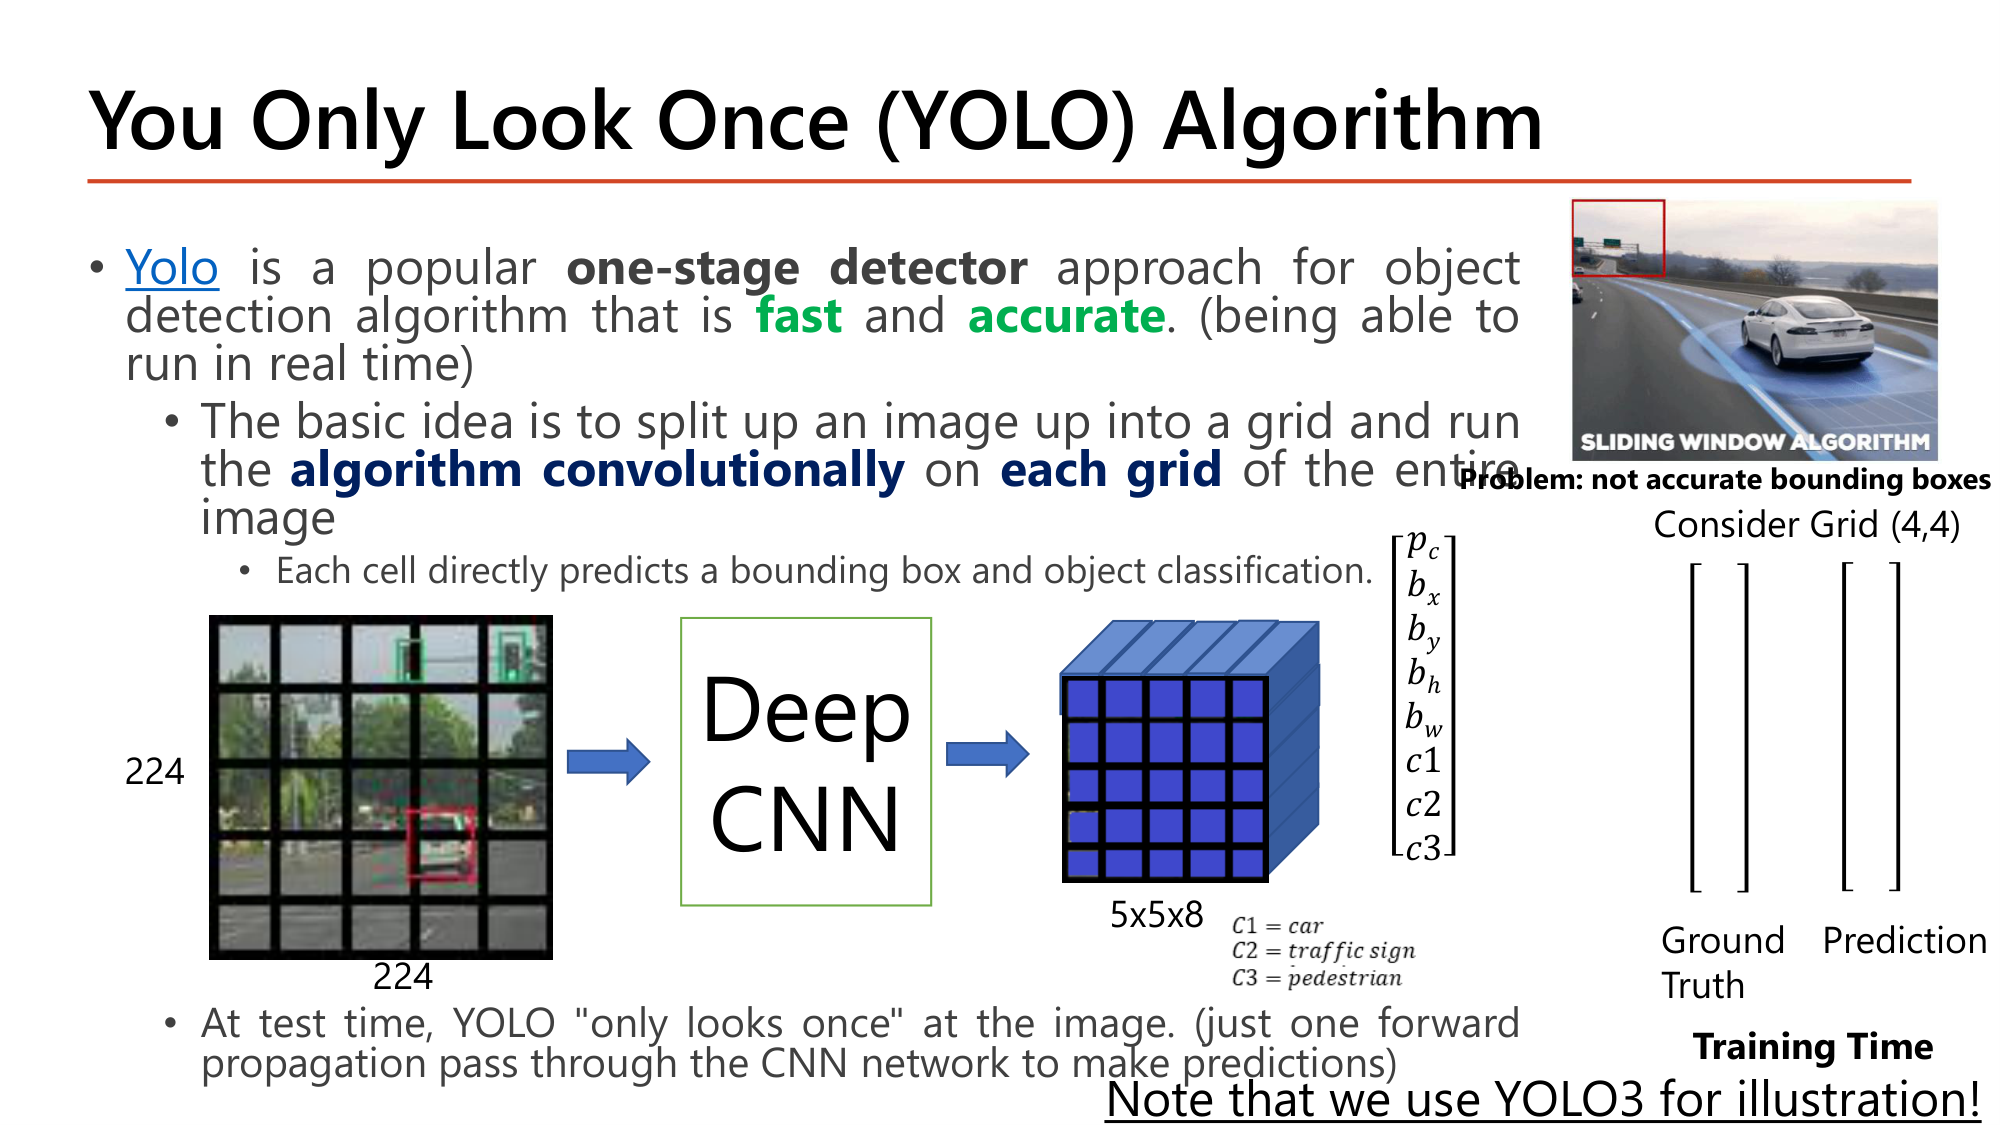 You Only Look Once (YOLO) Algorithm
• Yolo is a popular one-stage detector approach for object
detection algorithm that is fast and accurate. (being able to
run in real time)
• The basic idea is to split up an image up into a grid and run
the algorithm convolutionally on each grid of the entire
image
• Each cell directly predicts a bounding box and object classification.
SLIDING WINDOW ALGORITHM
Problem: not accurate bounding boxes
Consider Grid (4,4)
224
224
Deep
CNN
5x5x8
p_c
b_x
b_y
b_h
b_w
c1
c2
c3
C1 = car
C2 = traffic sign
C3 = pedestrian
Ground
Truth
Prediction
Training Time
• At test time, YOLO "only looks once" at the image. (just one forward
propagation pass through the CNN network to make predictions)
Note that we use YOLO3 for illustration!